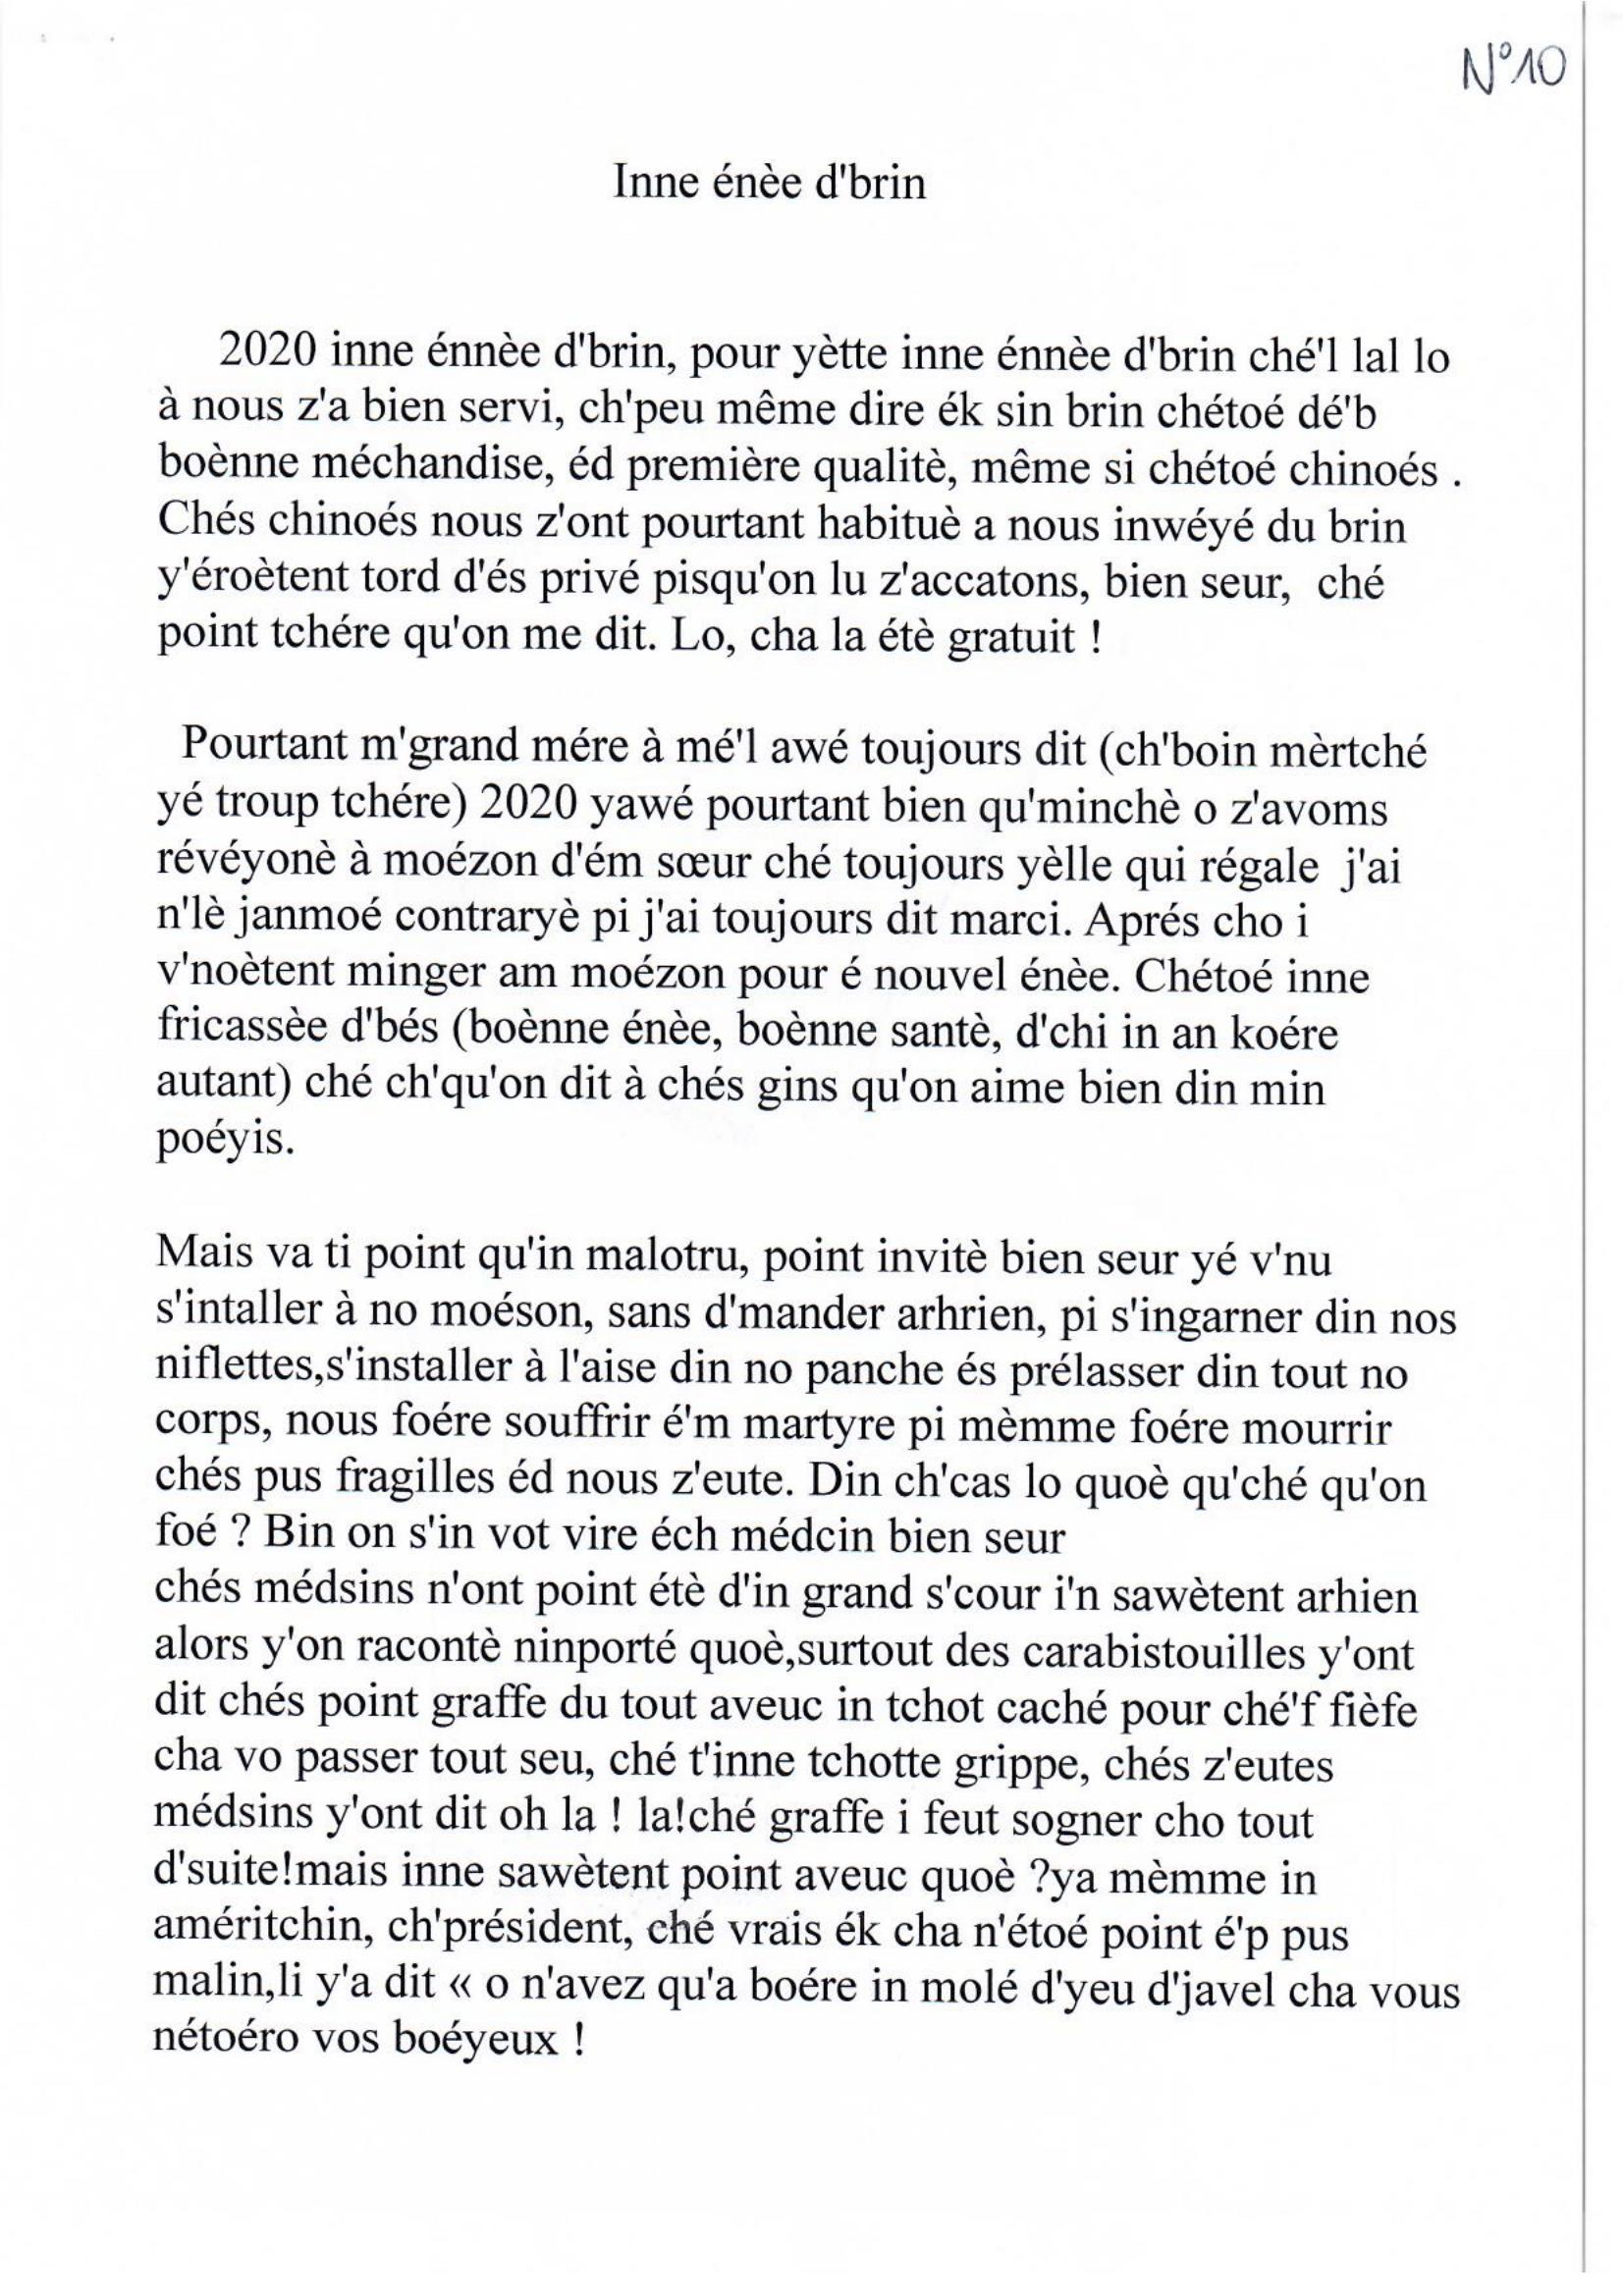 N°10
Inne énèe d'brin
2020 inne énnèe d'brin, pour yètte inne énnèe d'brin ché'l lal lo
à nous z'a bien servi, ch'peu même dire ék sin brin chétoé dé'b
boènne méchandise, éd première qualitè, même si chétoé chinoés .
Chés chinoés nous z'ont pourtant habituè a nous inwéyé du brin
y'éroètent tord d'és privé pisqu'on lu z'accatons, bien seur, ché
point tchére qu'on me dit. Lo, cha la étè gratuit !
Pourtant m'grand mére à mé'l awé toujours dit (ch'boin mèrtché
yé troup tchére) 2020 yawé pourtant bien qu'minchè o z'avoms
révéyonè à moézon d'ém sœur ché toujours yèlle qui régale j'ai
n'lè janmoé contraryè pi j'ai toujours dit marci. Aprés cho i
v'noètent minger am moézon pour é nouvel énèe. Chétoé inne
fricassèe d'bés (boènne énèe, boènne santè, d'chi in an koére
autant) ché ch'qu'on dit à chés gins qu'on aime bien din min
poéyis.
Mais va ti point qu'in malotru, point invitè bien seur yé v'nu
s'intaller à no moéson, sans d'mander arhrien, pi s'ingarner din nos
niflettes,s'installer à l'aise din no panche és prélasser din tout no
corps, nous foére souffrir é'm martyre pi mèmme foére mourrir
chés pus fragilles éd nous z'eute. Din ch'cas lo quoè qu'ché qu'on
foé ? Bin on s'in vot vire éch médcin bien seur
chés médsins n'ont point étè d'in grand s'cour i'n sawètent arhien
alors y'on racontè ninporté quoè,surtout des carabistouilles y'ont
dit chés point graffe du tout aveuc in tchot caché pour ché'f fièfe
cha vo passer tout seu, ché t'inne tchotte grippe, chés z'eutes
médsins y'ont dit oh la ! la!ché graffe i feut sogner cho tout
d'suite!mais inne sawètent point aveuc quoè ?ya mèmme in
améritchin, ch'président, ché vrais ék cha n'étoé point é'p pus
malin,li y'a dit « o n'avez qu'a boére in molé d'yeu d'javel cha vous
nétoéro vos boéyeux !